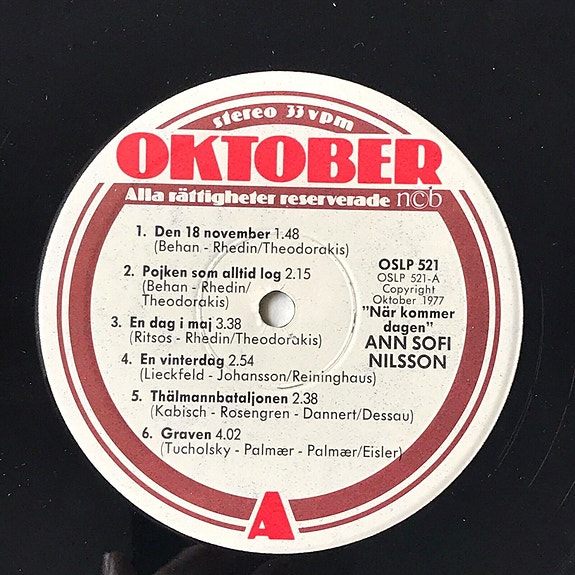 stereo 33vpm
OKTOBER
Alla rättigheter reserverade n©b
1. Den 18 november 1.48
(Behan - Rhedin/Theodorakis)
2. Pojken som alltid log 2.15
(Behan - Rhedin/
Theodorakis)
3. En dag i maj 3.38
(Ritsos - Rhedin/Theodorakis)
4. En vinterdag 2.54
(Lieckfeld - Johansson/Reininghaus)
5. Thälmannbataljonen 2.38
(Kabisch - Rosengren - Dannert/Dessau)
6. Graven 4.02
(Tucholsky - Palmær - Palmær/Eisler)
OSLP 521
OSLP 521-A
Copyright
Oktober 1977
"När kommer
dagen"
ANN SOFI
NILSSON
A